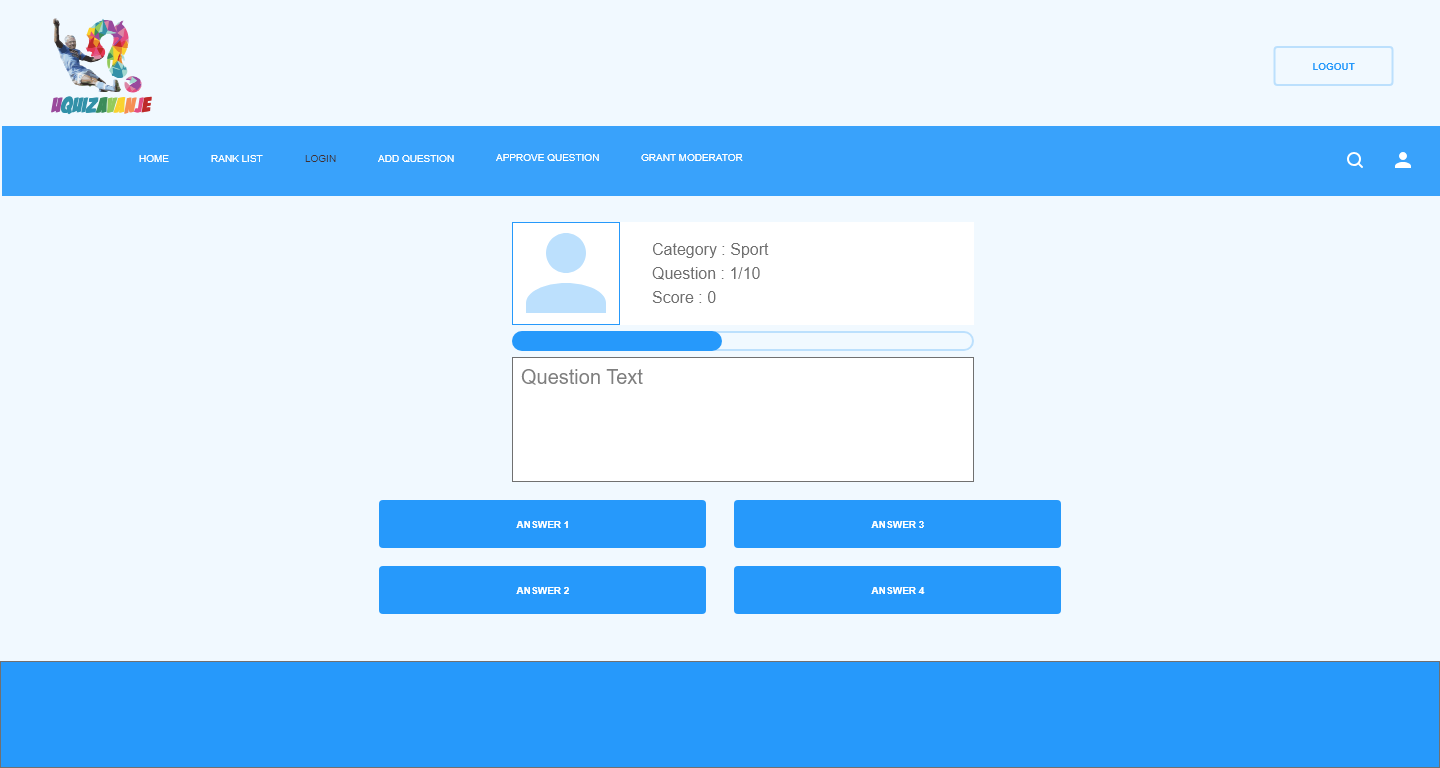 UQUIZAVANJE
LOGOUT
HOME RANK LIST LOGIN ADD QUESTION APPROVE QUESTION GRANT MODERATOR
Category : Sport
Question : 1/10
Score : 0
Question Text
ANSWER 1 ANSWER 3
ANSWER 2 ANSWER 4